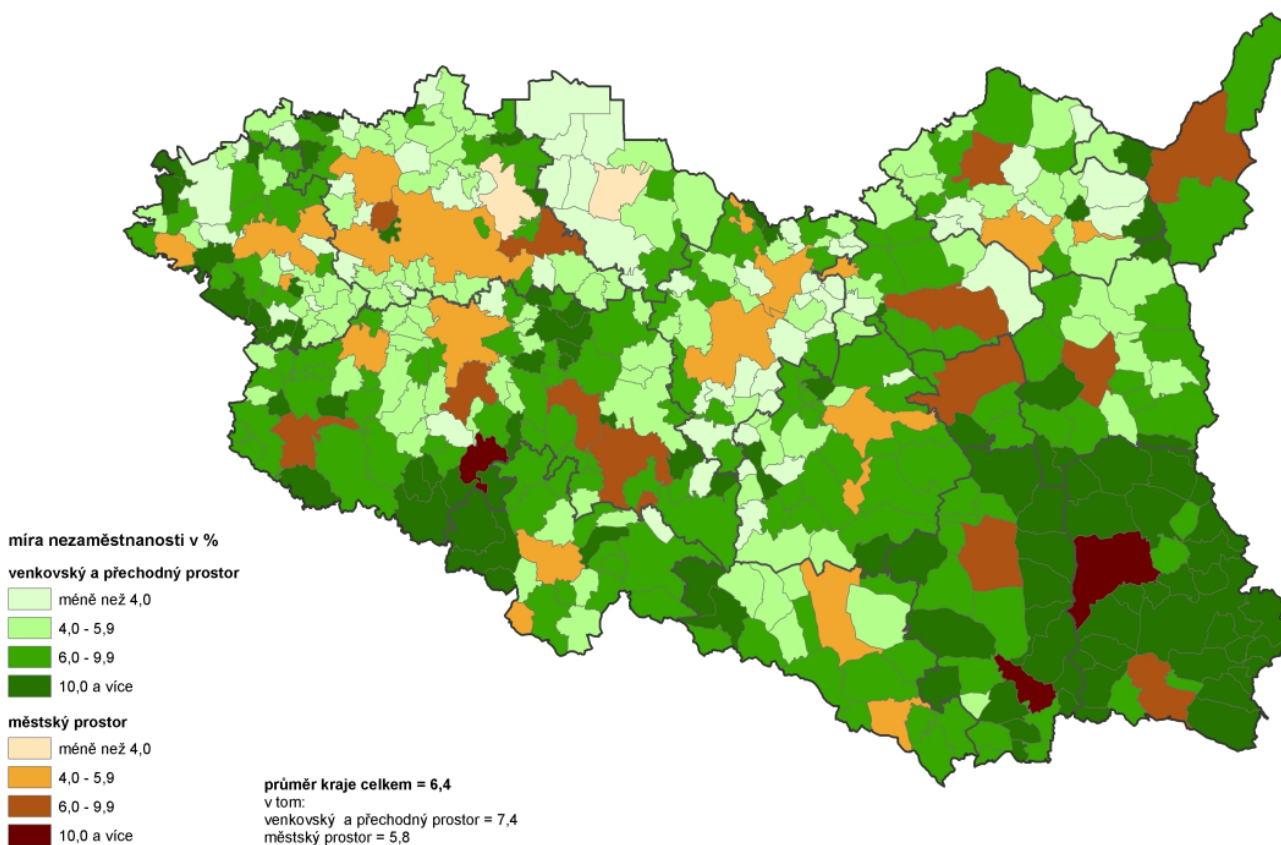 míra nezaměstnanosti v %
venkovský a přechodný prostor
méně než 4,0
4,0 - 5,9
6,0 - 9,9
10,0 a více
městský prostor
méně než 4,0
4,0 - 5,9
6,0 - 9,9
10,0 a více
průměr kraje celkem = 6,4
v tom:
venkovský a přechodný prostor = 7,4
městský prostor = 5,8